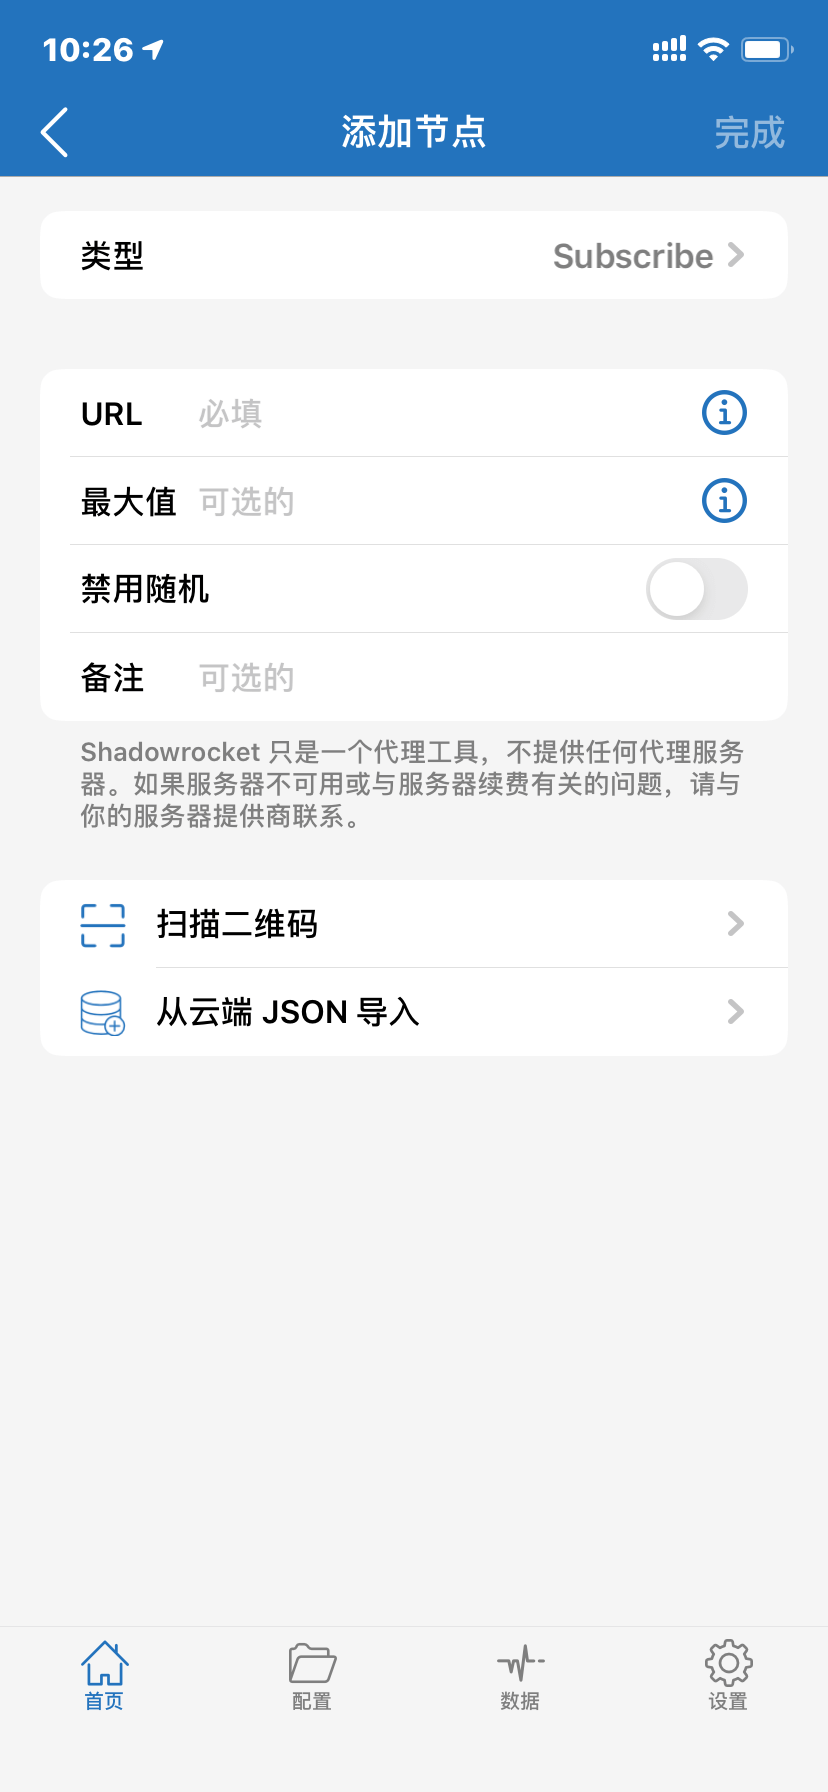 10:26
添加节点
完成
类型
Subscribe
URL 必填
最大值 可选的
禁用随机
备注 可选的
Shadowrocket 只是一个代理工具，不提供任何代理服务
器。如果服务器不可用或与服务器续费有关的问题，请与
你的服务器提供商联系。
扫描二维码
从云端 JSON 导入
首页
配置
数据
设置